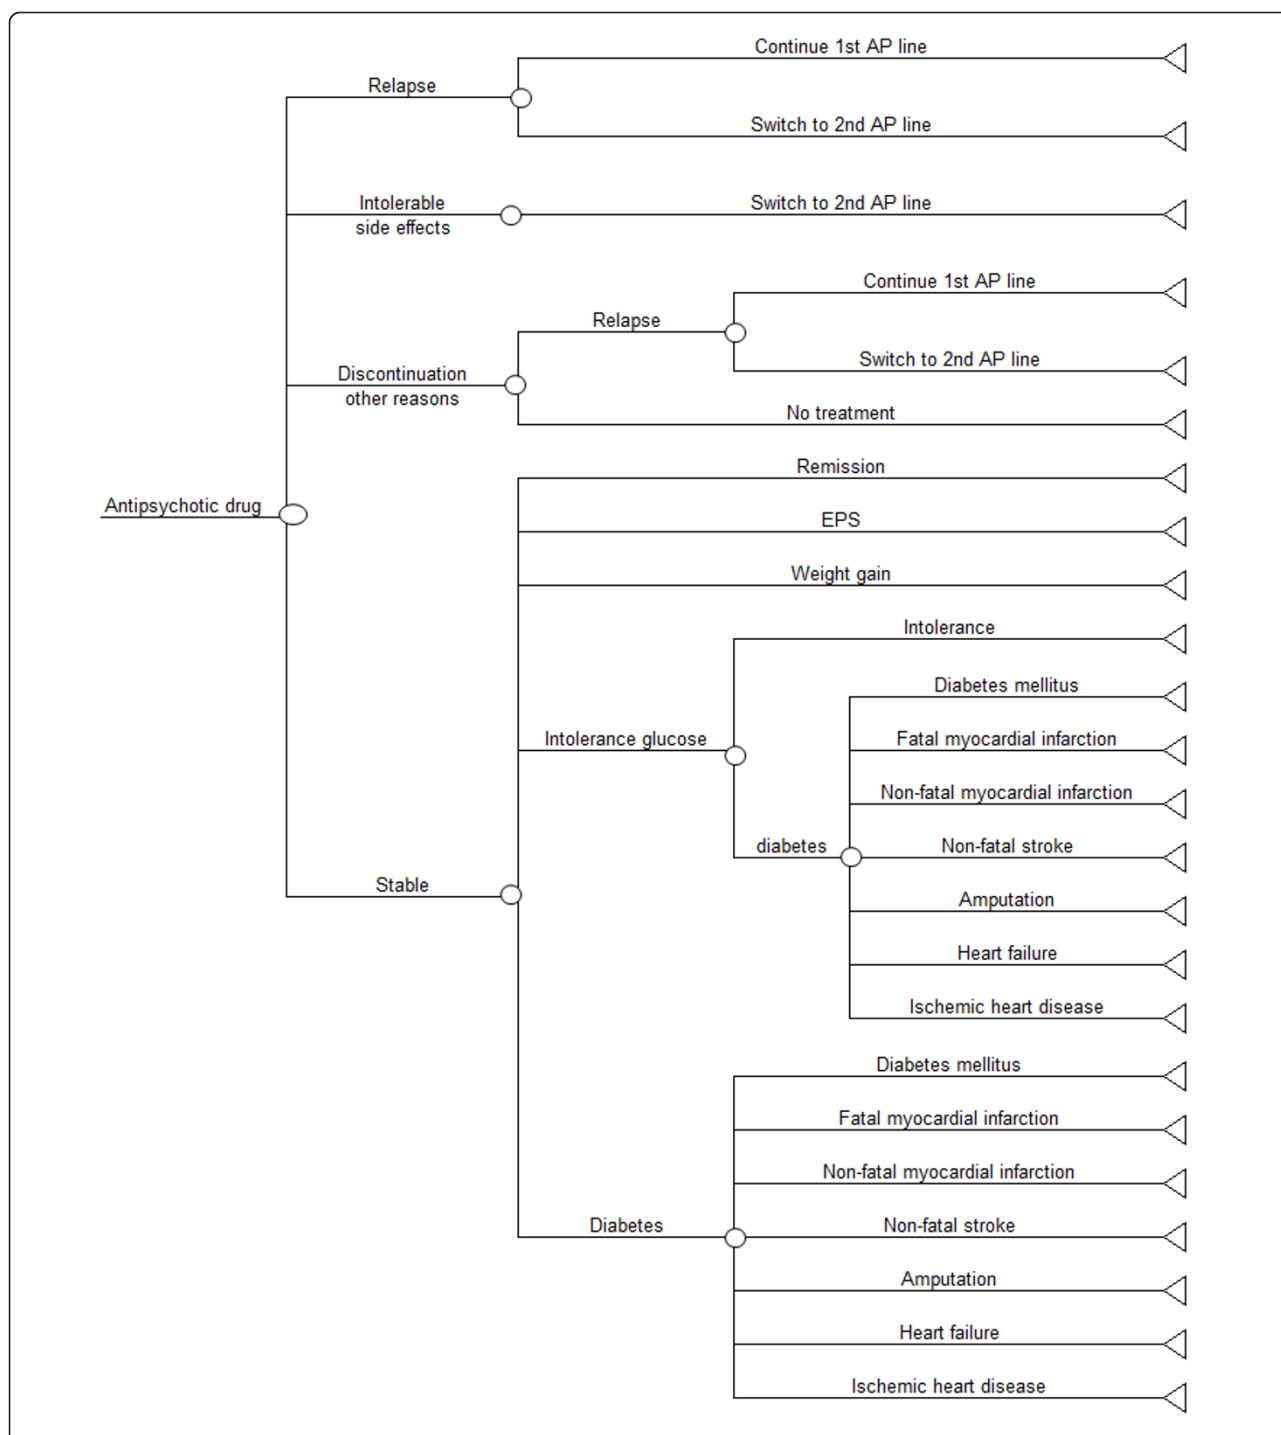 Continue 1st AP line
Relapse
Switch to 2nd AP line
Intolerable
side effects
Switch to 2nd AP line
Continue 1st AP line
Relapse
Switch to 2nd AP line
Discontinuation
other reasons
No treatment
Remission
Antipsychotic drug
EPS
Weight gain
Intolerance
Diabetes mellitus
Intolerance glucose
Fatal myocardial infarction
Non-fatal myocardial infarction
diabetes
Non-fatal stroke
Stable
Amputation
Heart failure
Ischemic heart disease
Diabetes mellitus
Fatal myocardial infarction
Non-fatal myocardial infarction
Diabetes
Non-fatal stroke
Amputation
Heart failure
Ischemic heart disease